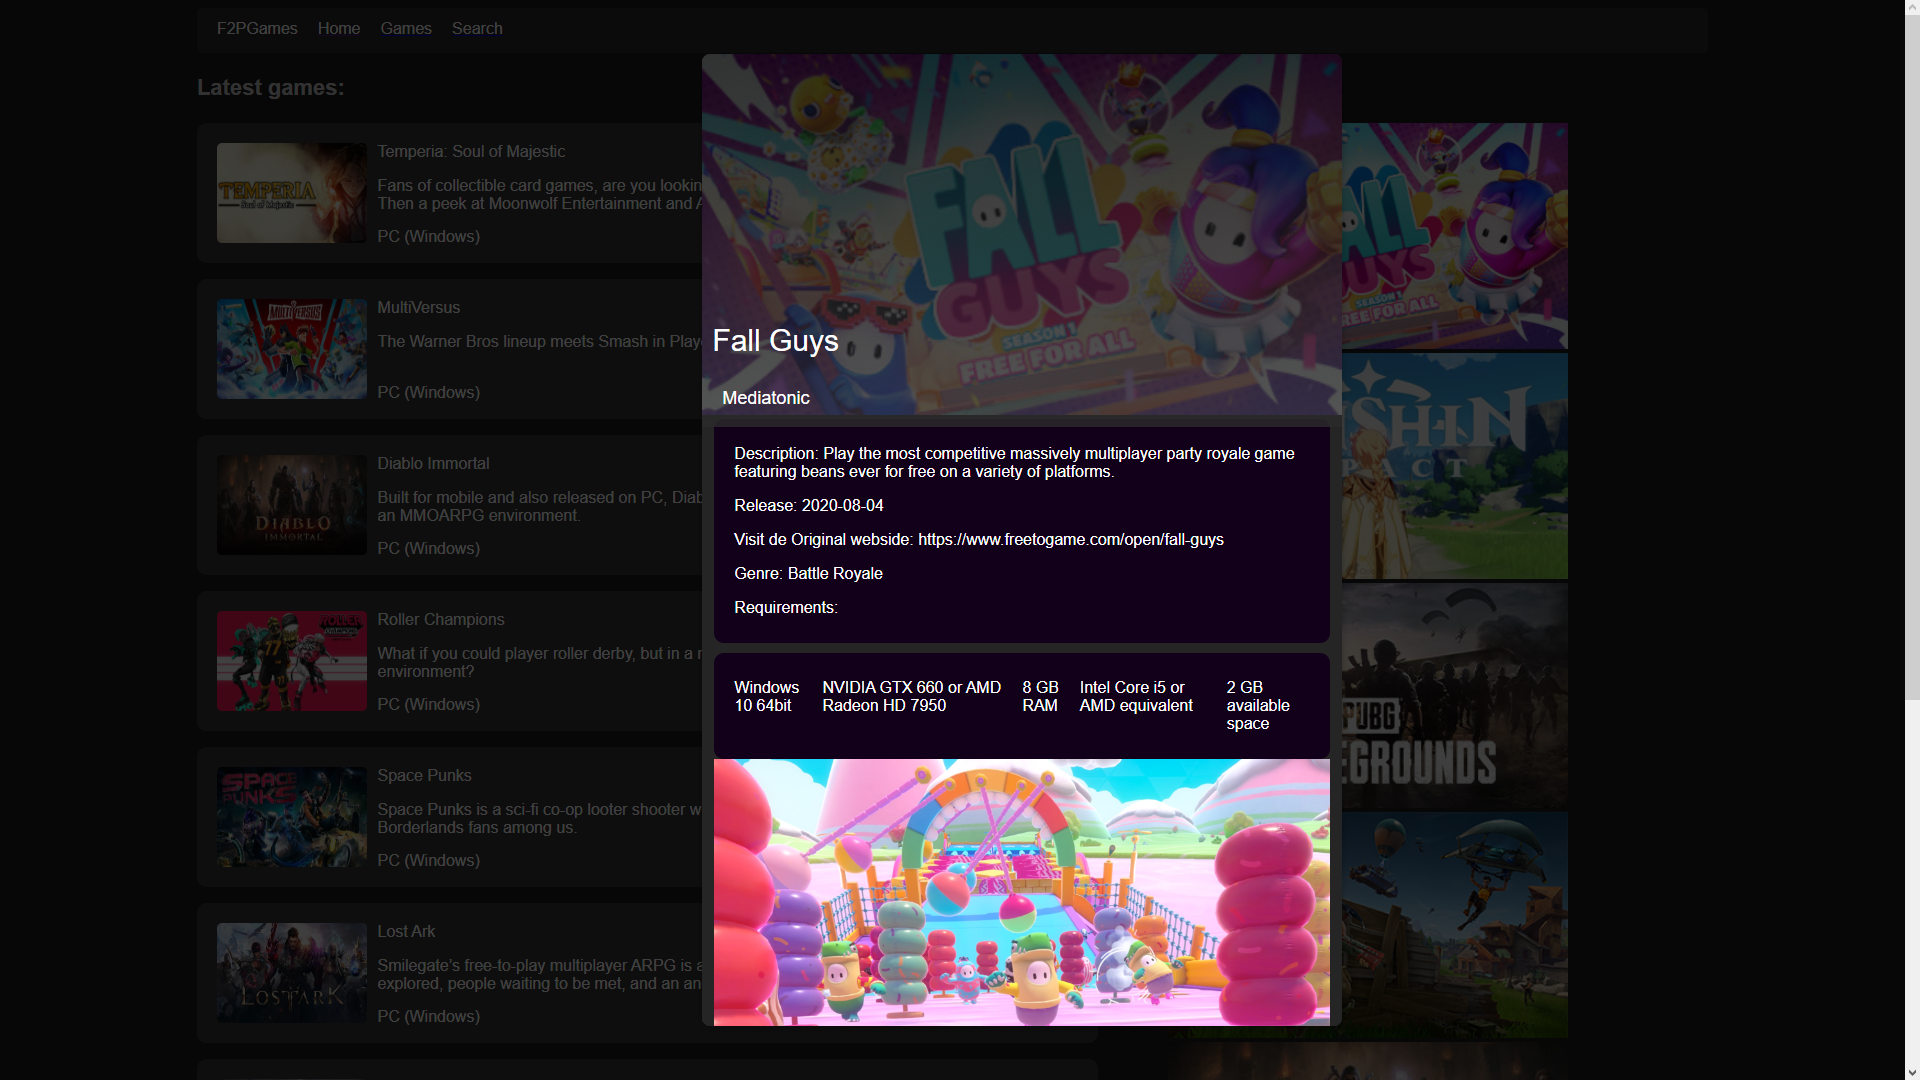 F2PGames Home Games Search
Latest games:
TEMPERIA
Soul of Majestic
Temperia: Soul of Majestic
Fans of collectible card games, are you lookin
Then a peek at Moonwolf Entertainment and A
PC (Windows)
MULTIVERSUS
MultiVersus
The Warner Bros lineup meets Smash in Playe
PC (Windows)
DIABLO
IMMORTAL
Diablo Immortal
Built for mobile and also released on PC, Diab
an MMOARPG environment.
PC (Windows)
ROLLER
CHAMPIONS
77
Roller Champions
What if you could player roller derby, but in a m
environment?
PC (Windows)
SPACE
PUNKS
Space Punks
Space Punks is a sci-fi co-op looter shooter w
Borderlands fans among us.
PC (Windows)
LOST ARK
Lost Ark
Smilegate's free-to-play multiplayer ARPG is a
explored, people waiting to be met, and an an
PC (Windows)
FALL
GUYS
SEASON 1
FREE FOR ALL
Fall Guys
Mediatonic
Description: Play the most competitive massively multiplayer party royale game
featuring beans ever for free on a variety of platforms.
Release: 2020-08-04
Visit de Original webside: https://www.freetogame.com/open/fall-guys
Genre: Battle Royale
Requirements:
Windows
10 64bit
NVIDIA GTX 660 or AMD
Radeon HD 7950
8 GB
RAM
Intel Core i5 or
AMD equivalent
2 GB
available
space
FALL
GUYS
SEASON 1
REE FOR ALL
SHIN
PACT
PUBG
EGROUNDS